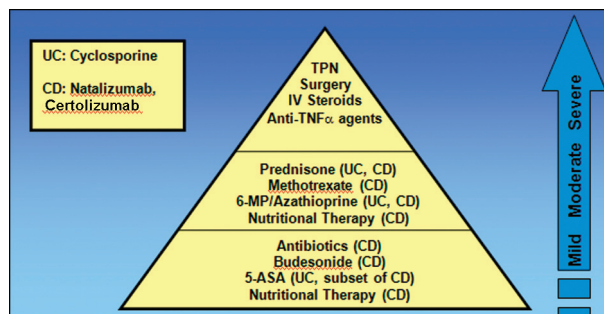 UC: Cyclosporine
CD: Natalizumab,
Certolizumab
TPN
Surgery
IV Steroids
Anti-TNFα agents
Prednisone (UC, CD)
Methotrexate (CD)
6-MP/Azathioprine (UC, CD)
Nutritional Therapy (CD)
Antibiotics (CD)
Budesonide (CD)
5-ASA (UC, subset of CD)
Nutritional Therapy (CD)
Mild Moderate Severe